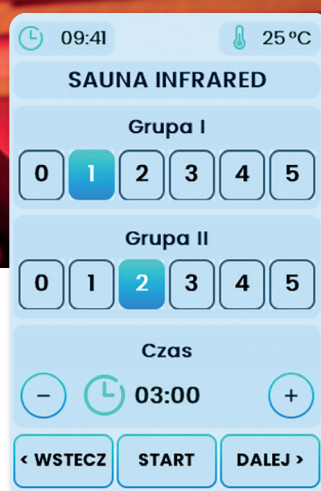 09:41 25 °C
SAUNA INFRARED
Grupa I
0 1 2 3 4 5
Grupa II
0 1 2 3 4 5
Czas
− 03:00 +
< WSTECZ START DALEJ >